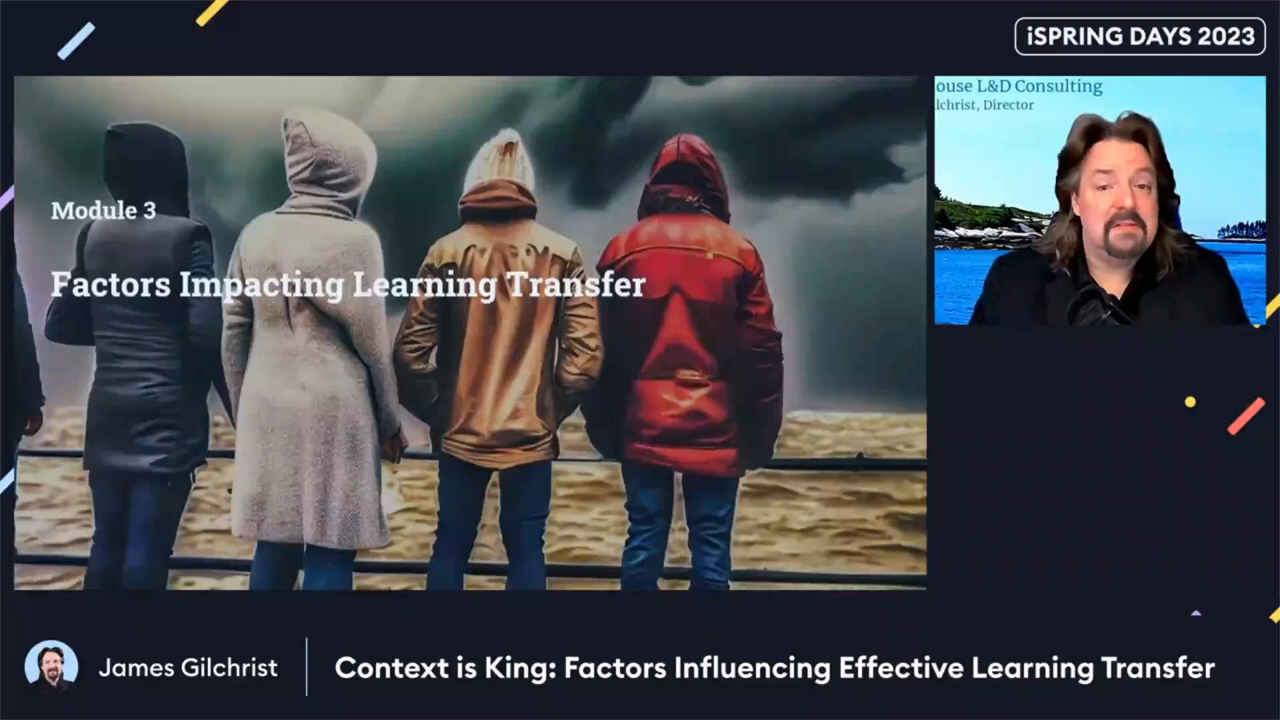 iSPRING DAYS 2023
ouse L&D Consulting
lchrist, Director
Module 3
Factors Impacting Learning Transfer
James Gilchrist
Context is King: Factors Influencing Effective Learning Transfer